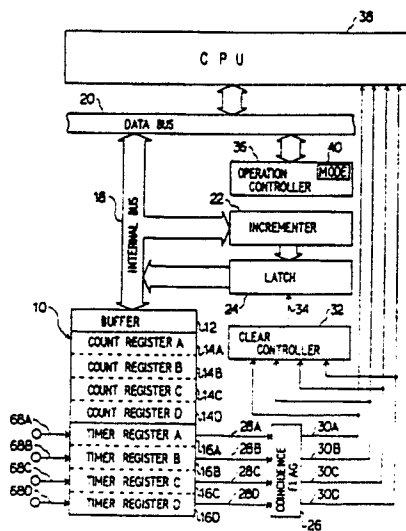 38
C P U
20
DATA BUS
36
40
MODE
OPERATION CONTROLLER
22
18
INTERNAL BUS
INCREMENTER
LATCH
24
34
32
10
BUFFER
12
CLEAR CONTROLLER
COUNT REGISTER A
14A
COUNT REGISTER B
14B
COUNT REGISTER C
14C
COUNT REGISTER D
14D
68A
TIMER REGISTER A
28A
30A
16A
68B
TIMER REGISTER B
28B
30B
16B
68C
TIMER REGISTER C
28C
30C
16C
68D
TIMER REGISTER D
28D
30D
16D
COINCIENCE FLAG
26